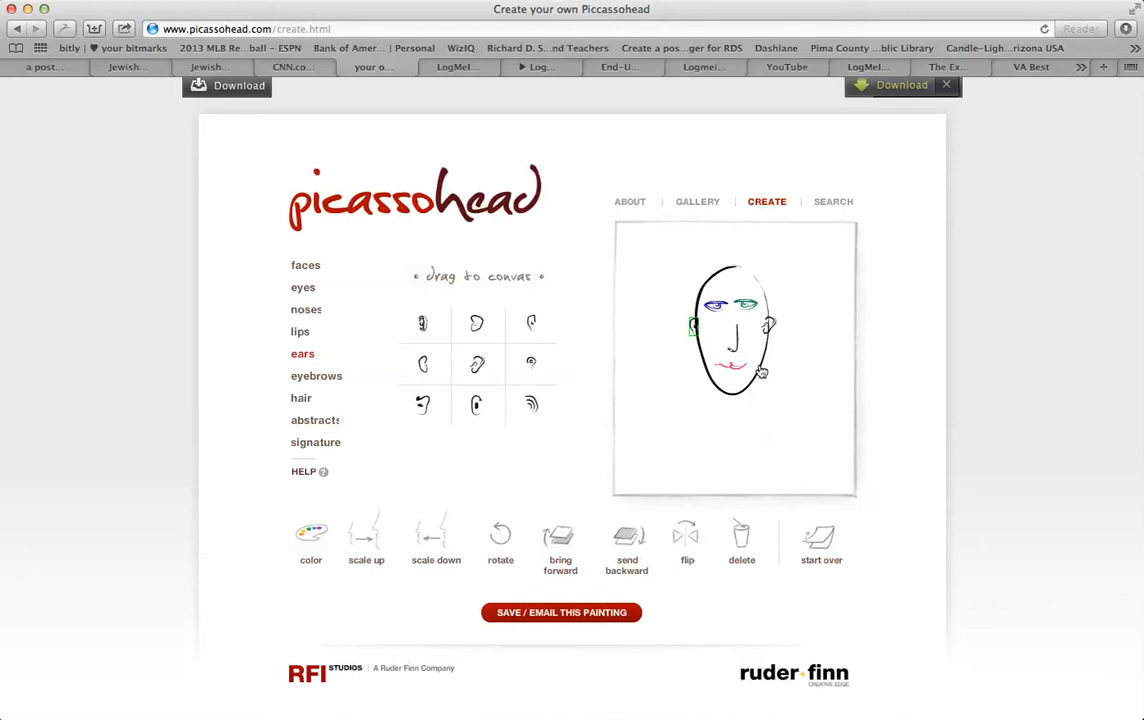 Create your own Piccassohead
www.picassohead.com/create.html
Reader
bitly | ♥ your bitmarks 2013 MLB Re...ball - ESPN Bank of Amer...| Personal WizIQ Richard D. S...nd Teachers Create a pos...ger for RDS Dashlane Pima County ...blic Library Candle-Ligh...rizona USA
a post... Jewish... Jewish... CNN.co... your o... LogMeI... Log... End-U... Logmei... YouTube LogMeI... The Ex... VA Best
Download
Download
picassohead
ABOUT | GALLERY | CREATE | SEARCH
faces
• drag to canvas •
eyes
noses
lips
ears
eyebrows
hair
abstracts
signature
HELP ?
color scale up scale down rotate bring forward send backward flip delete start over
SAVE / EMAIL THIS PAINTING
RFI STUDIOS | A Ruder Finn Company
ruder·finn
CREATIVE EDGE